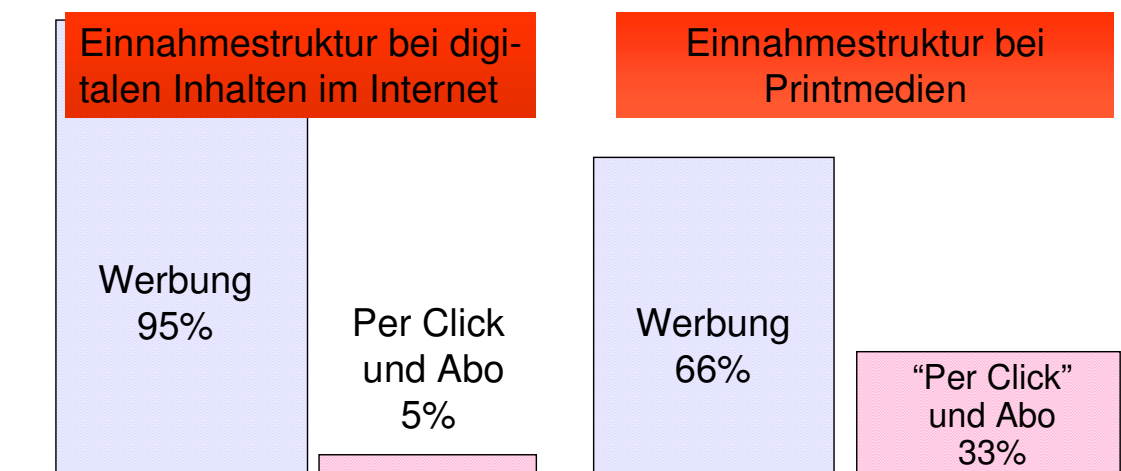 Einnahmestruktur bei digi-
talen Inhalten im Internet
Einnahmestruktur bei
Printmedien
Werbung
95%
Per Click
und Abo
5%
Werbung
66%
“Per Click”
und Abo
33%